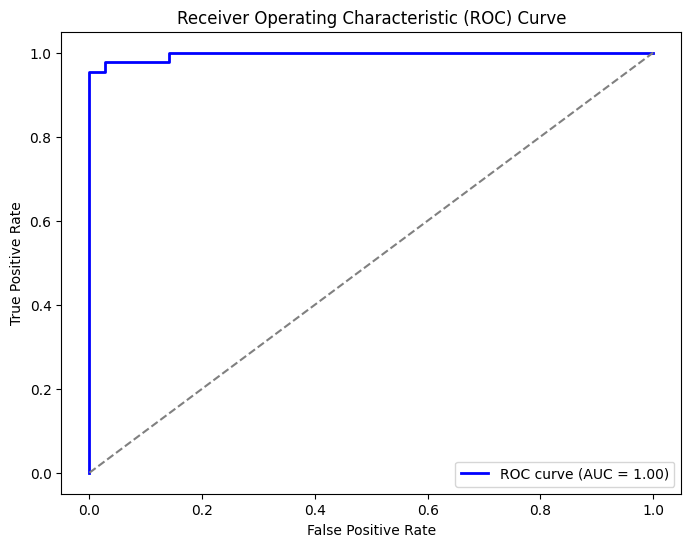 Receiver Operating Characteristic (ROC) Curve
1.0
0.8
0.6
0.4
0.2
0.0
True Positive Rate
ROC curve (AUC = 1.00)
0.0 0.2 0.4 0.6 0.8 1.0
False Positive Rate